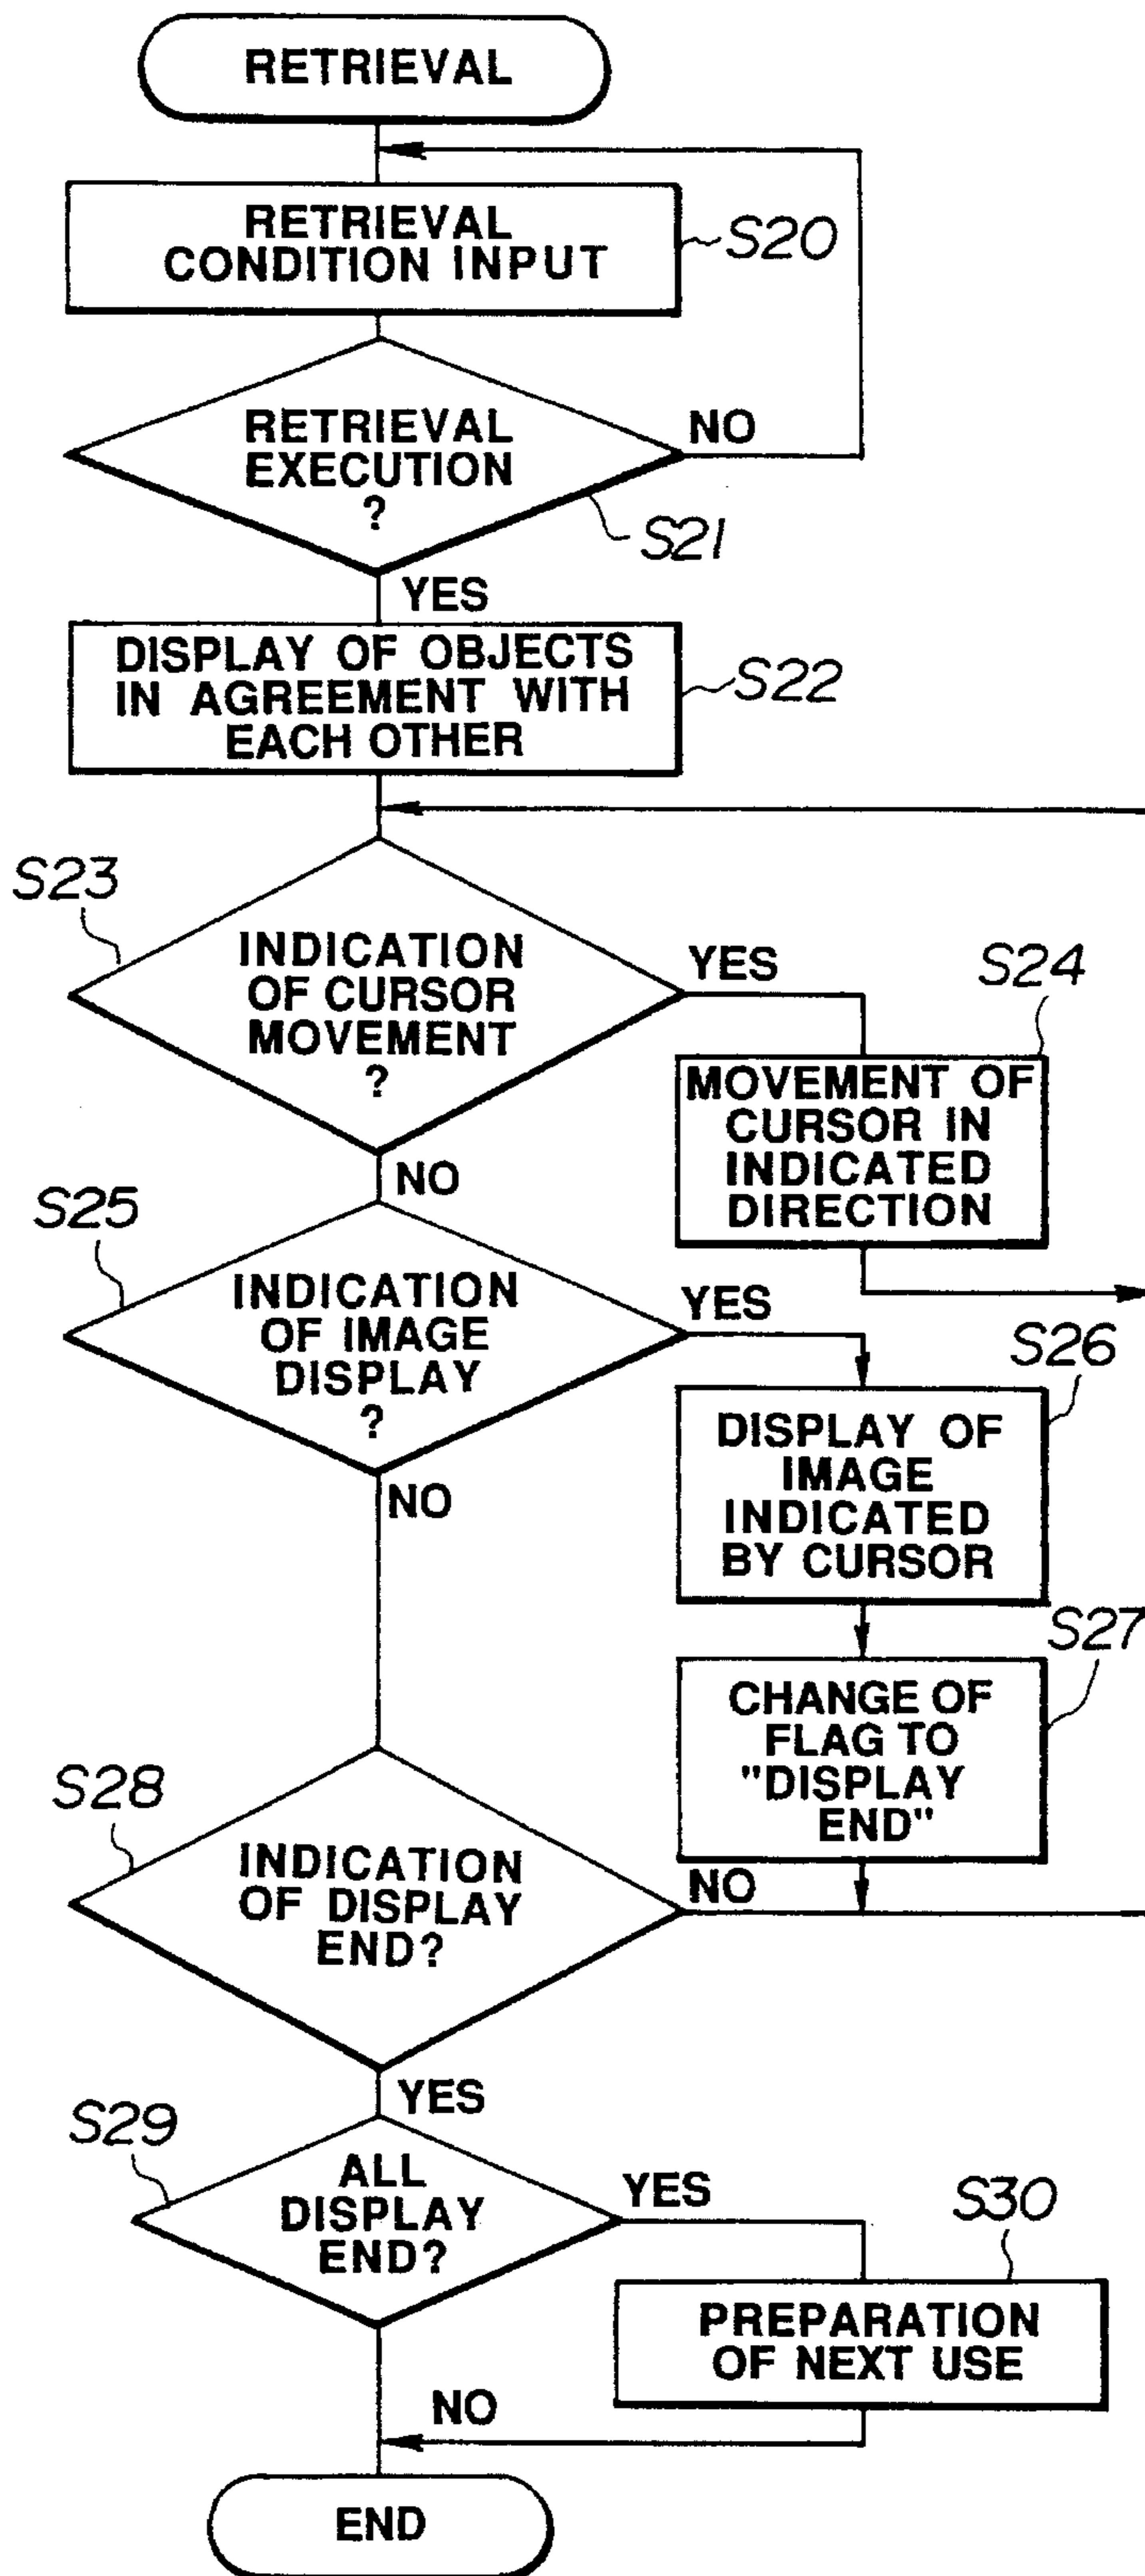 RETRIEVAL
RETRIEVAL
CONDITION INPUT
S20
RETRIEVAL
EXECUTION
?
NO
S21
YES
DISPLAY OF OBJECTS
IN AGREEMENT WITH
EACH OTHER
S22
S23
INDICATION
OF CURSOR
MOVEMENT
?
YES
S24
MOVEMENT OF
CURSOR IN
INDICATED
DIRECTION
NO
S25
INDICATION
OF IMAGE
DISPLAY
?
YES
S26
DISPLAY OF
IMAGE
INDICATED
BY CURSOR
NO
S27
CHANGE OF
FLAG TO
"DISPLAY
END"
S28
INDICATION
OF DISPLAY
END?
NO
YES
S29
ALL
DISPLAY
END?
YES
S30
PREPARATION
OF NEXT USE
NO
END